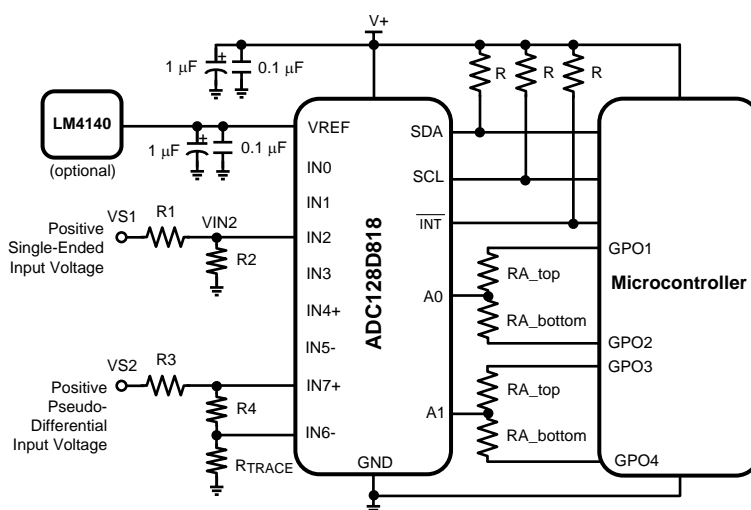 V+
1 µF
+
0.1 µF
R
R
R
LM4140
(optional)
1 µF
+
0.1 µF
VREF
IN0
IN1
IN2
IN3
IN4+
IN5-
IN7+
IN6-
GND
ADC128D818
SDA
SCL
INT
A0
A1
VS1
R1
VIN2
R2
Positive
Single-Ended
Input Voltage
VS2
R3
R4
RTRACE
Positive
Pseudo-
Differential
Input Voltage
GPO1
RA_top
RA_bottom
GPO2
GPO3
RA_top
RA_bottom
GPO4
Microcontroller